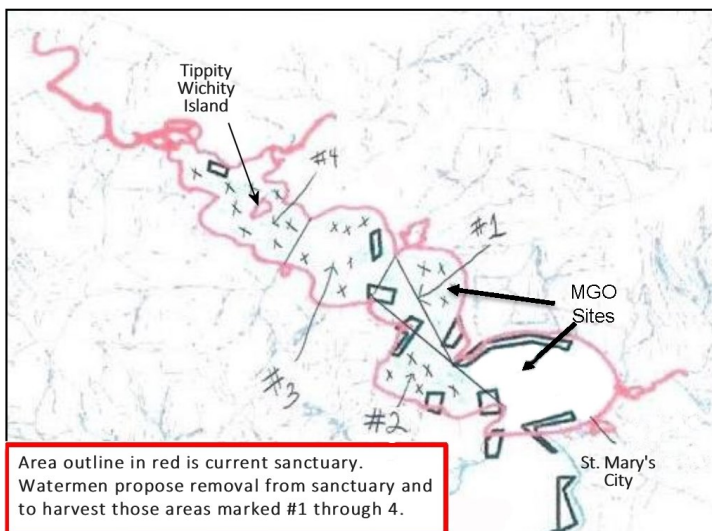 Tippity
Wichity
Island
#4
#1
MGO
Sites
#3
#2
St. Mary's
City
Area outline in red is current sanctuary.
Watermen propose removal from sanctuary and
to harvest those areas marked #1 through 4.